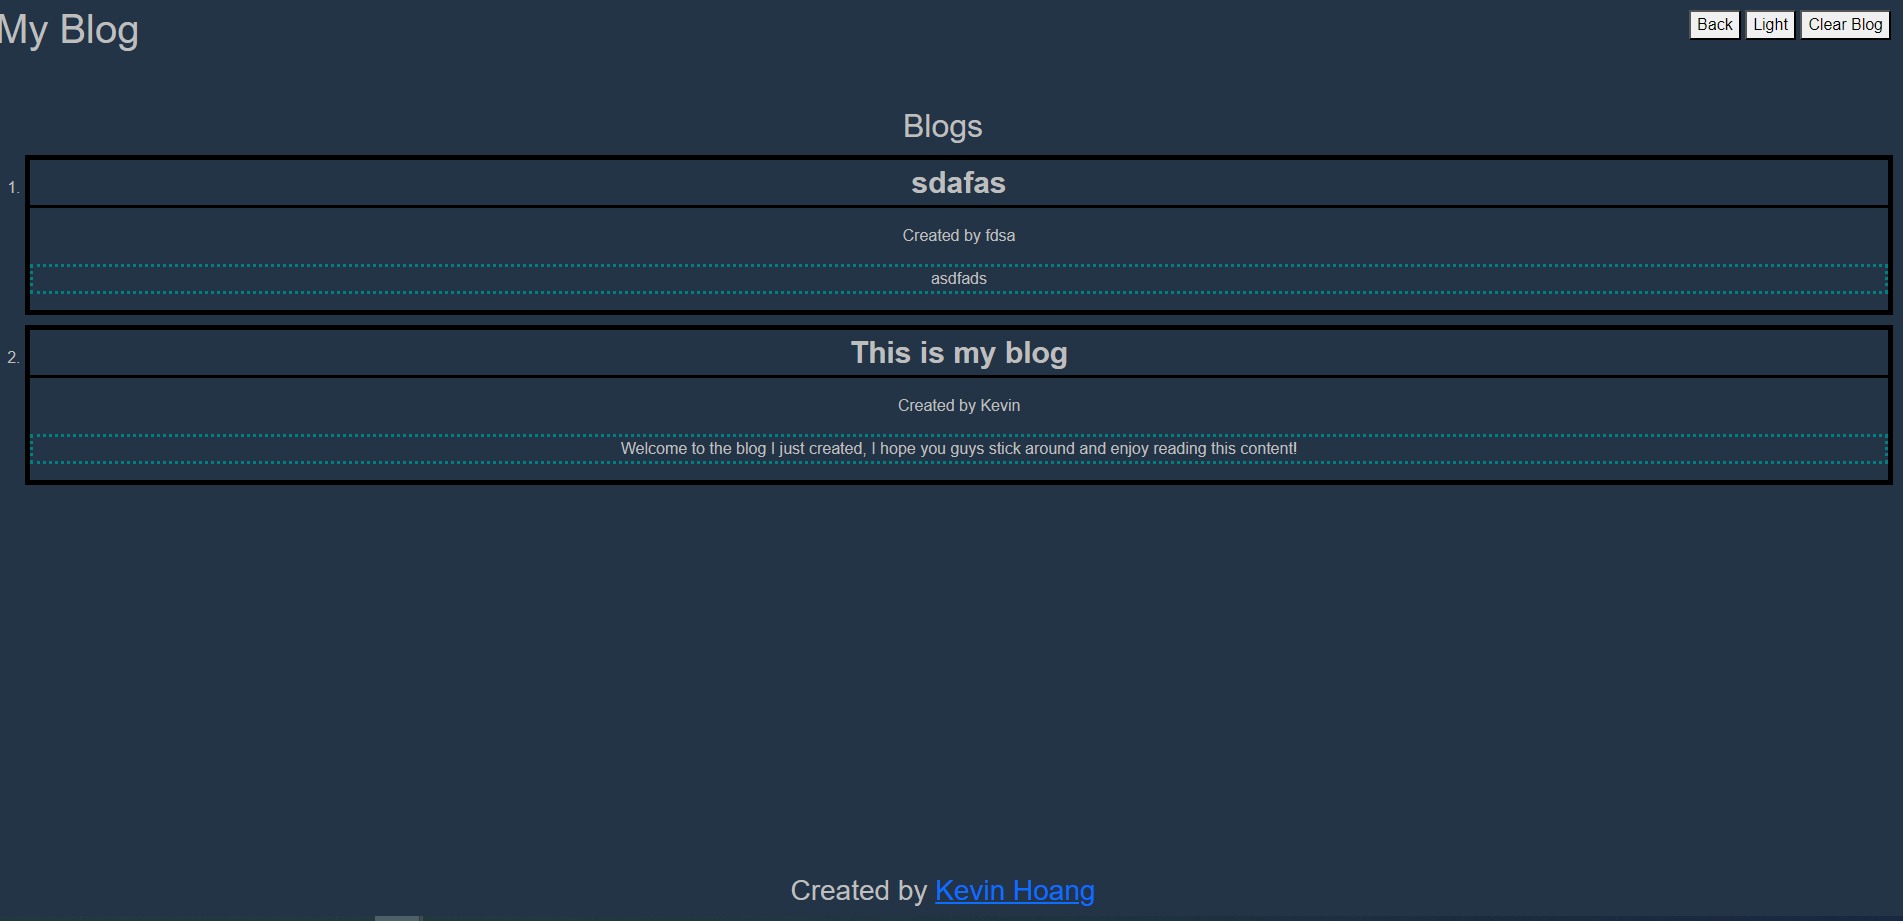 My Blog
Back Light Clear Blog
Blogs
1. sdafas
Created by fdsa
asdfads
2. This is my blog
Created by Kevin
Welcome to the blog I just created, I hope you guys stick around and enjoy reading this content!
Created by Kevin Hoang